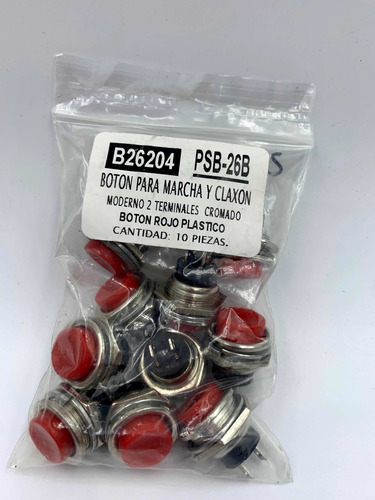 B26204 PSB-26B
BOTON PARA MARCHA Y CLAXON
MODERNO 2 TERMINALES CROMADO
BOTON ROJO PLASTICO
CANTIDAD: 10 PIEZAS.